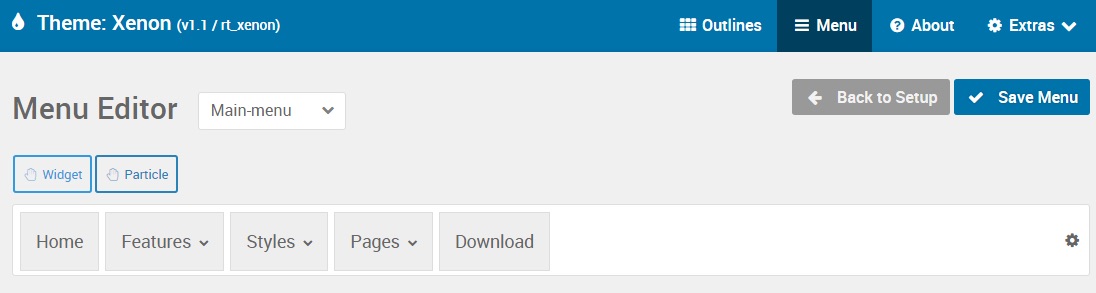 Theme: Xenon (v1.1 / rt_xenon) Outlines Menu About Extras
Menu Editor Main-menu Back to Setup Save Menu
Widget Particle
Home Features Styles Pages Download